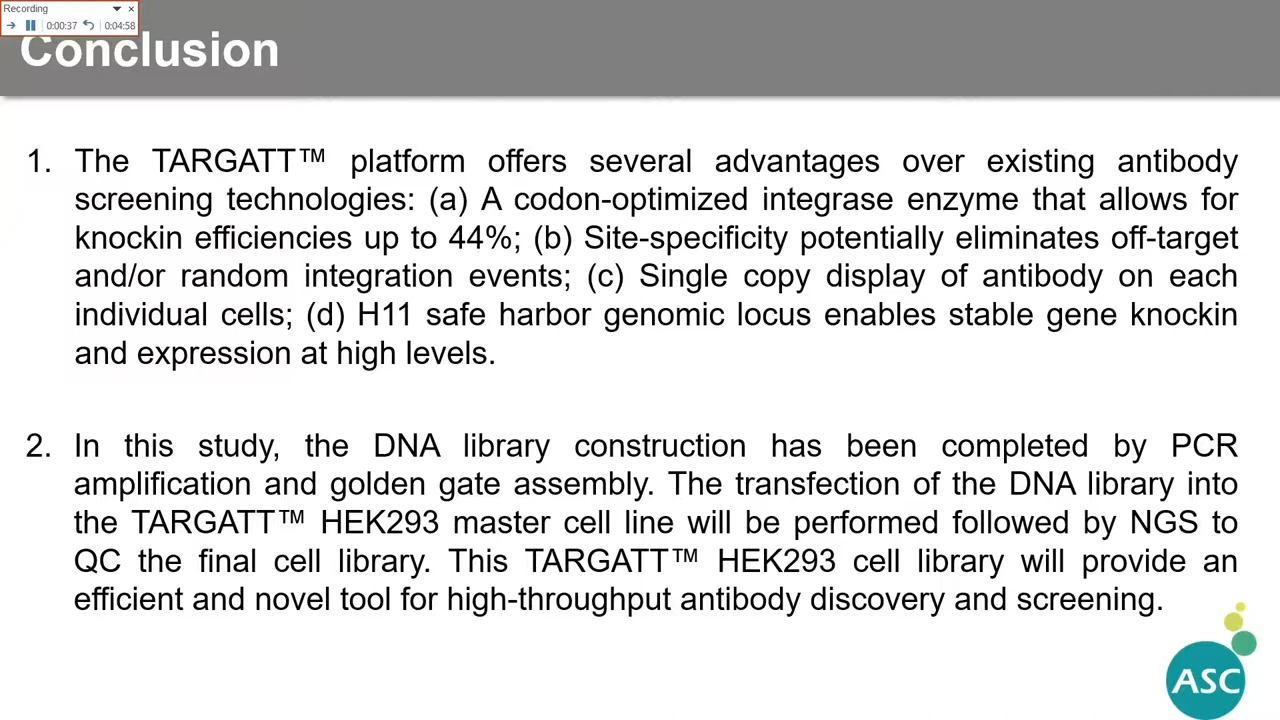 Recording
0:00:37
0:04:58
Conclusion
1. The TARGATT™ platform offers several advantages over existing antibody
screening technologies: (a) A codon-optimized integrase enzyme that allows for
knockin efficiencies up to 44%; (b) Site-specificity potentially eliminates off-target
and/or random integration events; (c) Single copy display of antibody on each
individual cells; (d) H11 safe harbor genomic locus enables stable gene knockin
and expression at high levels.
2. In this study, the DNA library construction has been completed by PCR
amplification and golden gate assembly. The transfection of the DNA library into
the TARGATT™ HEK293 master cell line will be performed followed by NGS to
QC the final cell library. This TARGATT™ HEK293 cell library will provide an
efficient and novel tool for high-throughput antibody discovery and screening.
ASC